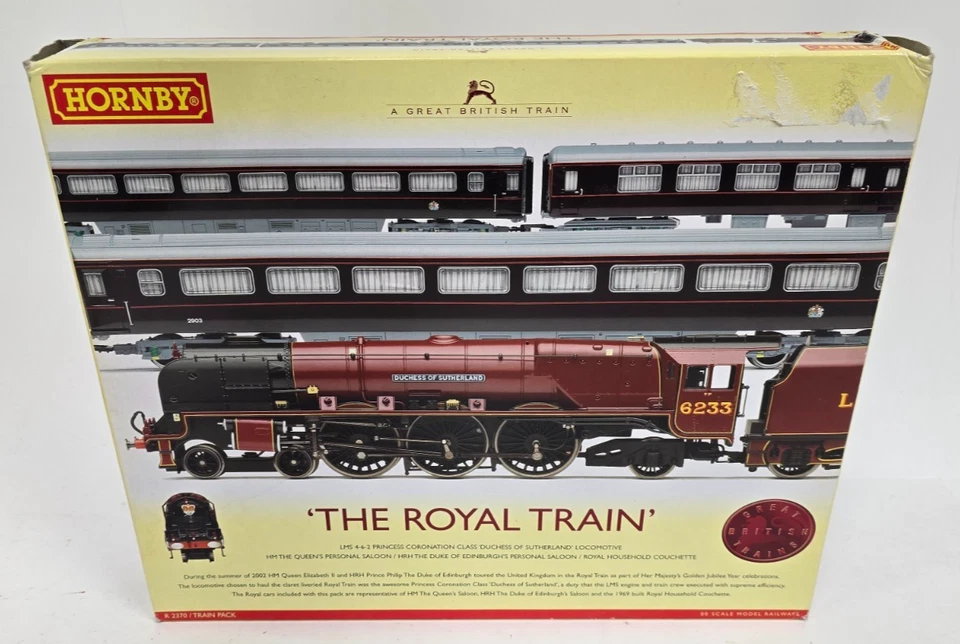 'THE ROYAL TRAIN'
HORNBY®
A GREAT BRITISH TRAIN
2903
DUCHESS OF SUTHERLAND
6233
L
'THE ROYAL TRAIN'
GREAT BRITISH TRAINS
LMS 4-6-2 PRINCESS CORONATION CLASS 'DUCHESS OF SUTHERLAND' LOCOMOTIVE
HM THE QUEEN'S PERSONAL SALOON / HRH THE DUKE OF EDINBURGH'S PERSONAL SALOON / ROYAL HOUSEHOLD COUCHETTE
During the summer of 2002 HM Queen Elizabeth II and HRH Prince Philip The Duke of Edinburgh toured the United Kingdom in the Royal Train as part of Her Majesty's Golden Jubilee Year celebrations.
The locomotive chosen to haul the claret liveried Royal Train was the awesome Princess Coronation Class 'Duchess of Sutherland', a duty that the LMS engine and train crew executed with supreme efficiency.
The Royal cars included with this pack are representative of HM The Queen's Saloon, HRH The Duke of Edinburgh's Saloon and the 1969 built Royal Household Couchette.
R 2370 / TRAIN PACK
00 SCALE MODEL RAILWAYS